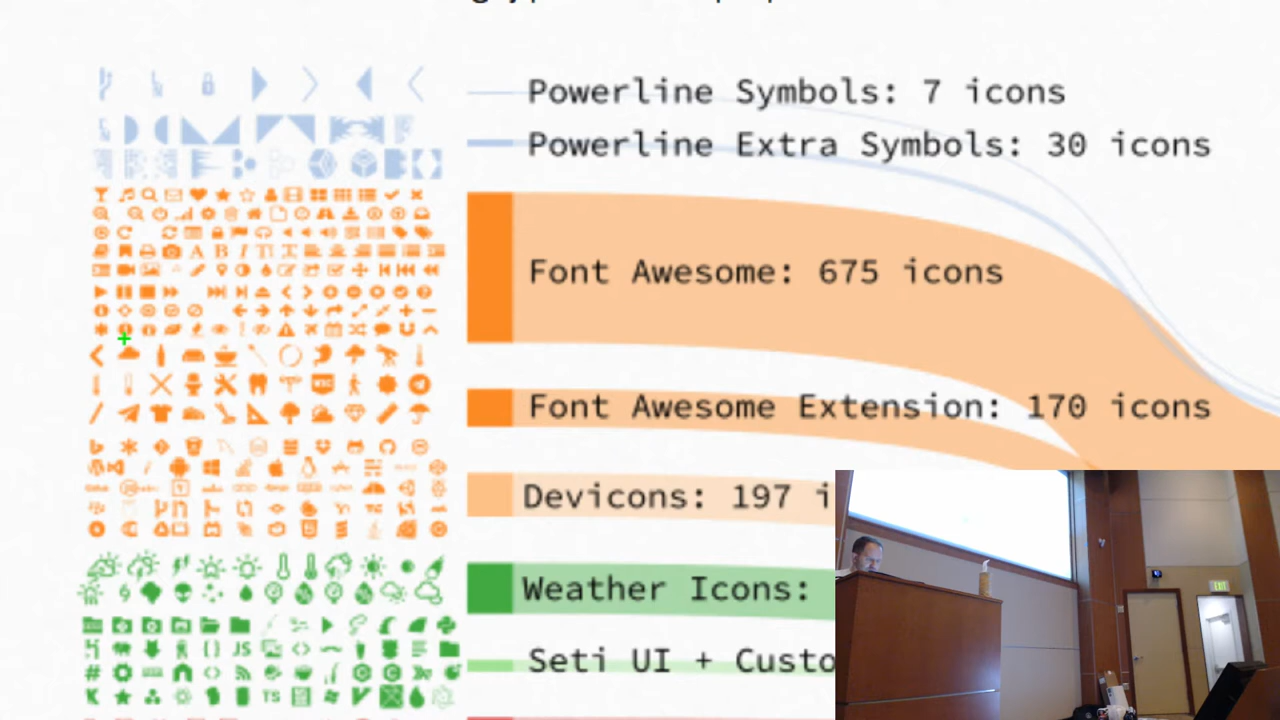 Powerline Symbols: 7 icons
Powerline Extra Symbols: 30 icons
Font Awesome: 675 icons
Font Awesome Extension: 170 icons
Devicons: 197 i
Weather Icons:
Seti UI + Custo